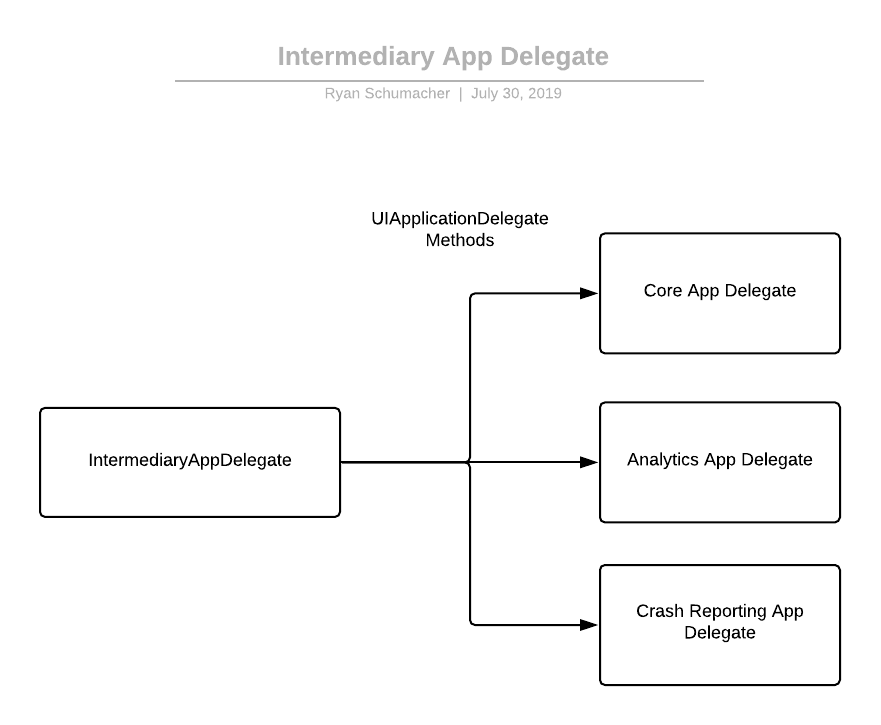 Intermediary App Delegate
Ryan Schumacher | July 30, 2019
UIApplicationDelegate
Methods
Core App Delegate
IntermediaryAppDelegate
Analytics App Delegate
Crash Reporting App
Delegate